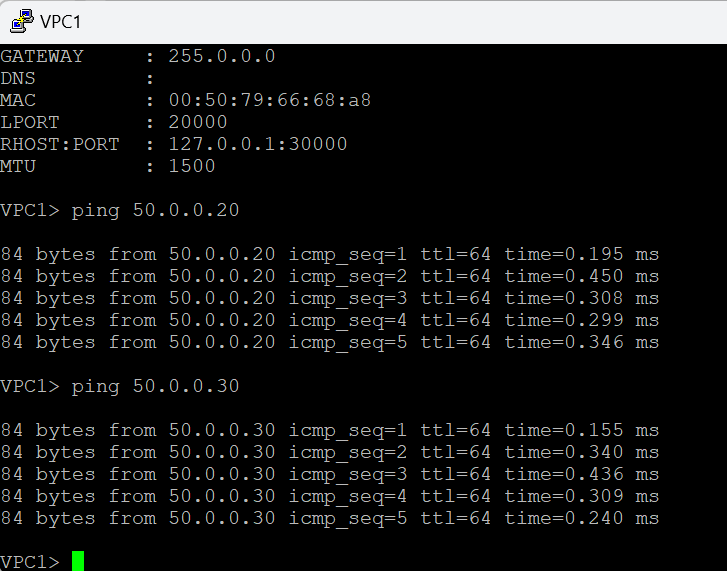 VPC1
GATEWAY     : 255.0.0.0
DNS         :
MAC         : 00:50:79:66:68:a8
LPORT       : 20000
RHOST:PORT  : 127.0.0.1:30000
MTU         : 1500
VPC1> ping 50.0.0.20
84 bytes from 50.0.0.20 icmp_seq=1 ttl=64 time=0.195 ms
84 bytes from 50.0.0.20 icmp_seq=2 ttl=64 time=0.450 ms
84 bytes from 50.0.0.20 icmp_seq=3 ttl=64 time=0.308 ms
84 bytes from 50.0.0.20 icmp_seq=4 ttl=64 time=0.299 ms
84 bytes from 50.0.0.20 icmp_seq=5 ttl=64 time=0.346 ms
VPC1> ping 50.0.0.30
84 bytes from 50.0.0.30 icmp_seq=1 ttl=64 time=0.155 ms
84 bytes from 50.0.0.30 icmp_seq=2 ttl=64 time=0.340 ms
84 bytes from 50.0.0.30 icmp_seq=3 ttl=64 time=0.436 ms
84 bytes from 50.0.0.30 icmp_seq=4 ttl=64 time=0.309 ms
84 bytes from 50.0.0.30 icmp_seq=5 ttl=64 time=0.240 ms
VPC1>